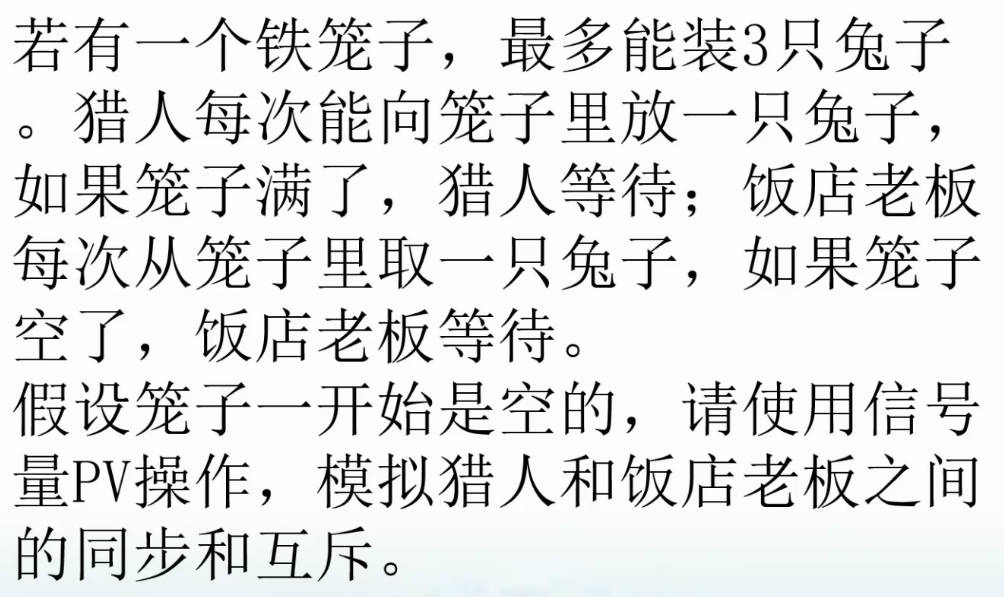 若有一个铁笼子，最多能装3只兔子
。猎人每次能向笼子里放一只兔子，
如果笼子满了，猎人等待；饭店老板
每次从笼子里取一只兔子，如果笼子
空了，饭店老板等待。
假设笼子一开始是空的，请使用信号
量PV操作，模拟猎人和饭店老板之间
的同步和互斥。